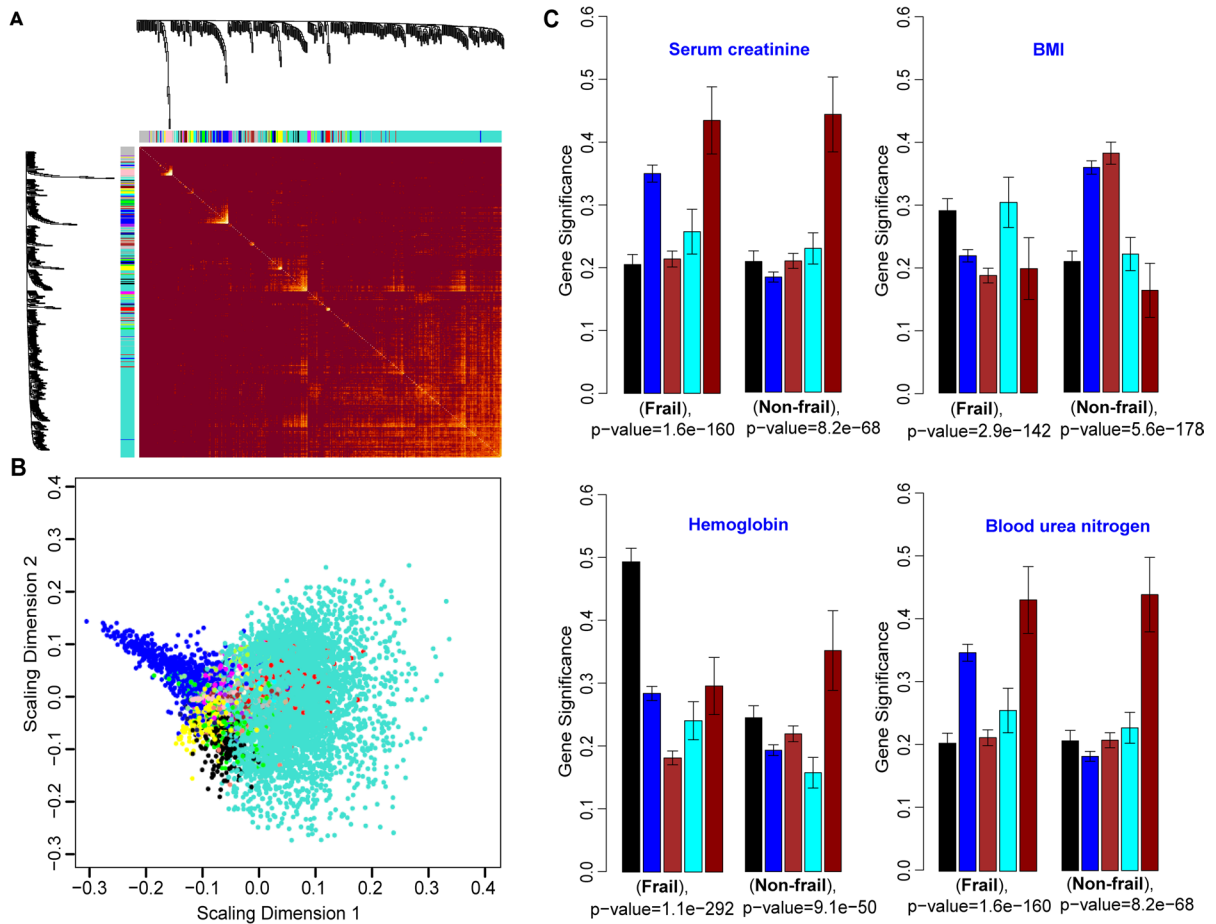 A
B
0.4
0.3
0.2
0.1
0.0
−0.1
−0.2
−0.3
Scaling Dimension 2
−0.3
−0.2
−0.1
0.0
0.1
0.2
0.3
0.4
Scaling Dimension 1
C
Serum creatinine
0.6
0.5
0.4
0.3
0.2
0.1
0.0
Gene Significance
(Frail),
p−value=1.6e−160
(Non−frail),
p−value=8.2e−68
BMI
0.6
0.5
0.4
0.3
0.2
0.1
0.0
Gene Significance
(Frail),
p−value=2.9e−142
(Non−frail),
p−value=5.6e−178
Hemoglobin
0.6
0.5
0.4
0.3
0.2
0.1
0.0
Gene Significance
(Frail),
p−value=1.1e−292
(Non−frail),
p−value=9.1e−50
Blood urea nitrogen
0.6
0.5
0.4
0.3
0.2
0.1
0.0
Gene Significance
(Frail),
p−value=1.6e−160
(Non−frail),
p−value=8.2e−68